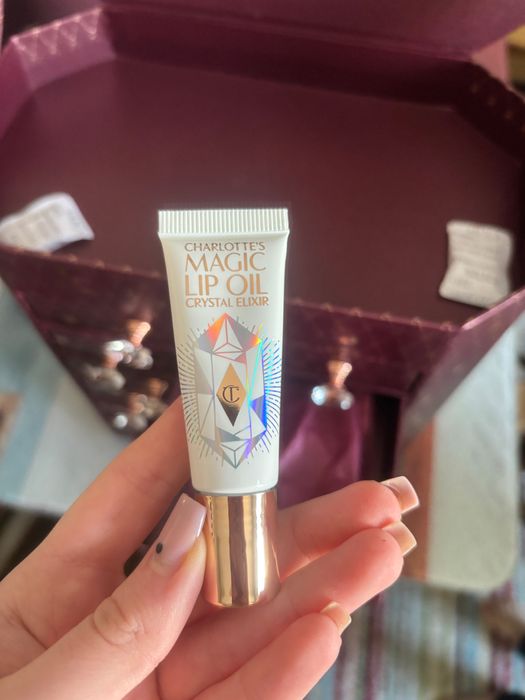 CHARLOTTE'S
MAGIC
LIP OIL
CRYSTAL ELIXIR
CT